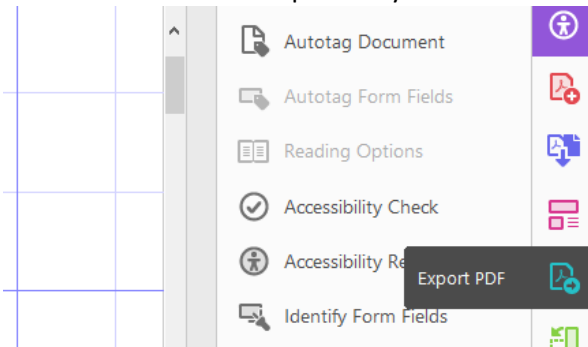 Autotag Document
Autotag Form Fields
Reading Options
Accessibility Check
Accessibility Re
Export PDF
Identify Form Fields